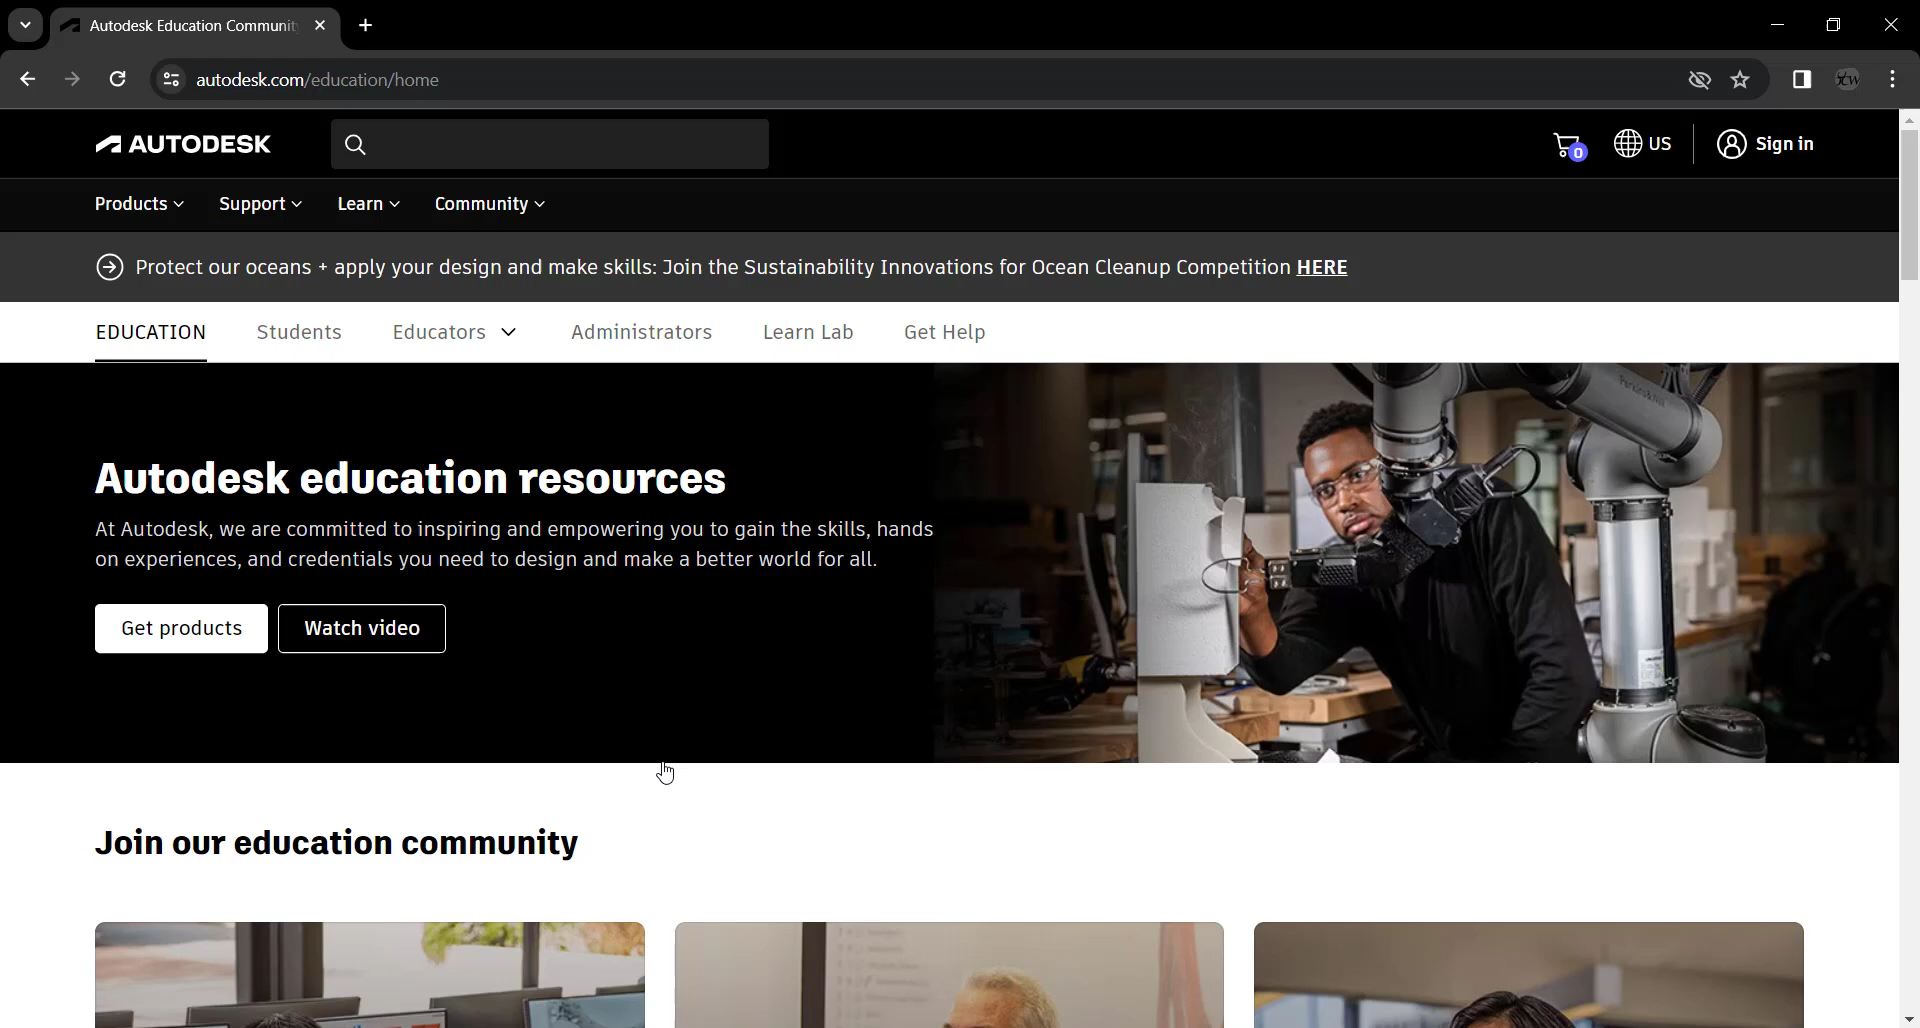 Autodesk Education Communit
autodesk.com/education/home
AUTODESK
0
US
Sign in
Products
Support
Learn
Community
Protect our oceans + apply your design and make skills: Join the Sustainability Innovations for Ocean Cleanup Competition HERE
EDUCATION
Students
Educators
Administrators
Learn Lab
Get Help
Autodesk education resources
At Autodesk, we are committed to inspiring and empowering you to gain the skills, hands
on experiences, and credentials you need to design and make a better world for all.
Get products
Watch video
Join our education community